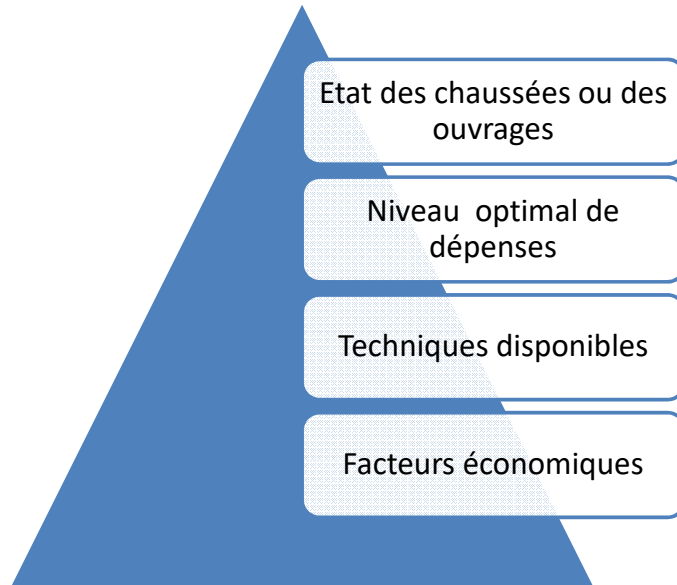 Etat des chaussées ou des
ouvrages
Niveau optimal de
dépenses
Techniques disponibles
Facteurs économiques